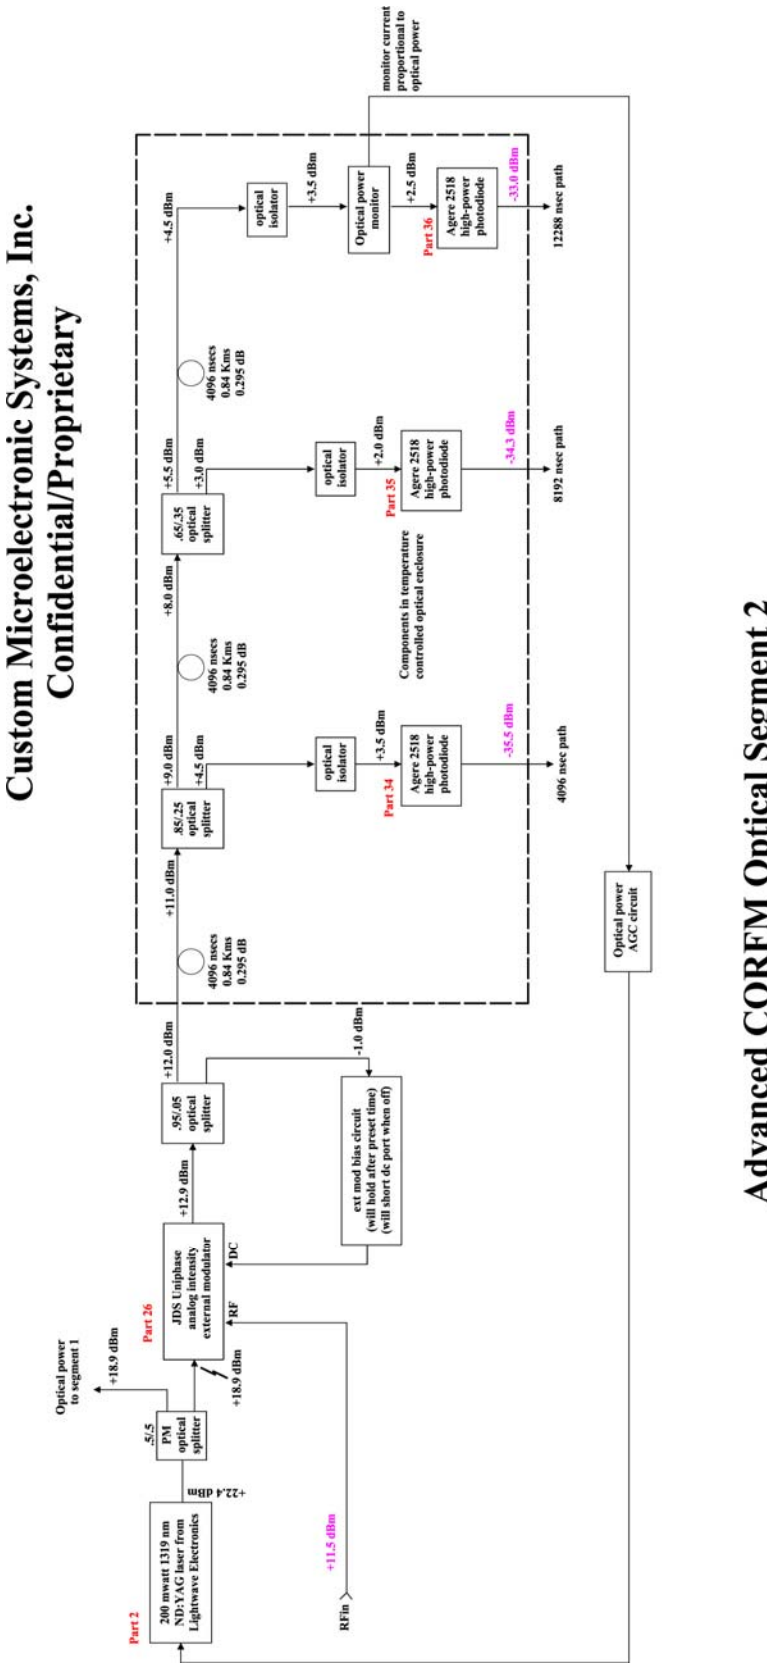 Custom Microelectronic Systems, Inc.
Confidential/Proprietary
Part 2
200 mwatt 1319 nm
ND:YAG laser from
Lightwave Electronics
+22.4 dBm
.5/.5
PM
optical
splitter
Optical power
to segment 1
+18.9 dBm
+18.9 dBm
Part 26
JDS Uniphase
analog intensity
external modulator
RF
DC
RFin
+11.5 dBm
+12.9 dBm
.95/.05
optical
splitter
+12.0 dBm
-1.0 dBm
ext mod bias circuit
(will hold after preset time)
(will short dc port when off)
4096 nsecs
0.84 Kms
0.295 dB
+11.0 dBm
.85/.25
optical
splitter
+9.0 dBm
+4.5 dBm
optical
isolator
+3.5 dBm
Part 34
Agere 2518
high-power
photodiode
-35.5 dBm
4096 nsec path
4096 nsecs
0.84 Kms
0.295 dB
+8.0 dBm
.65/.35
optical
splitter
+5.5 dBm
+3.0 dBm
optical
isolator
+2.0 dBm
Part 35
Agere 2518
high-power
photodiode
-34.3 dBm
8192 nsec path
Components in temperature
controlled optical enclosure
4096 nsecs
0.84 Kms
0.295 dB
+4.5 dBm
optical
isolator
+3.5 dBm
Optical power
monitor
+2.5 dBm
Part 36
Agere 2518
high-power
photodiode
-33.0 dBm
12288 nsec path
monitor current
proportional to
optical power
Optical power
AGC circuit
Advanced CORFM Optical Segment 2